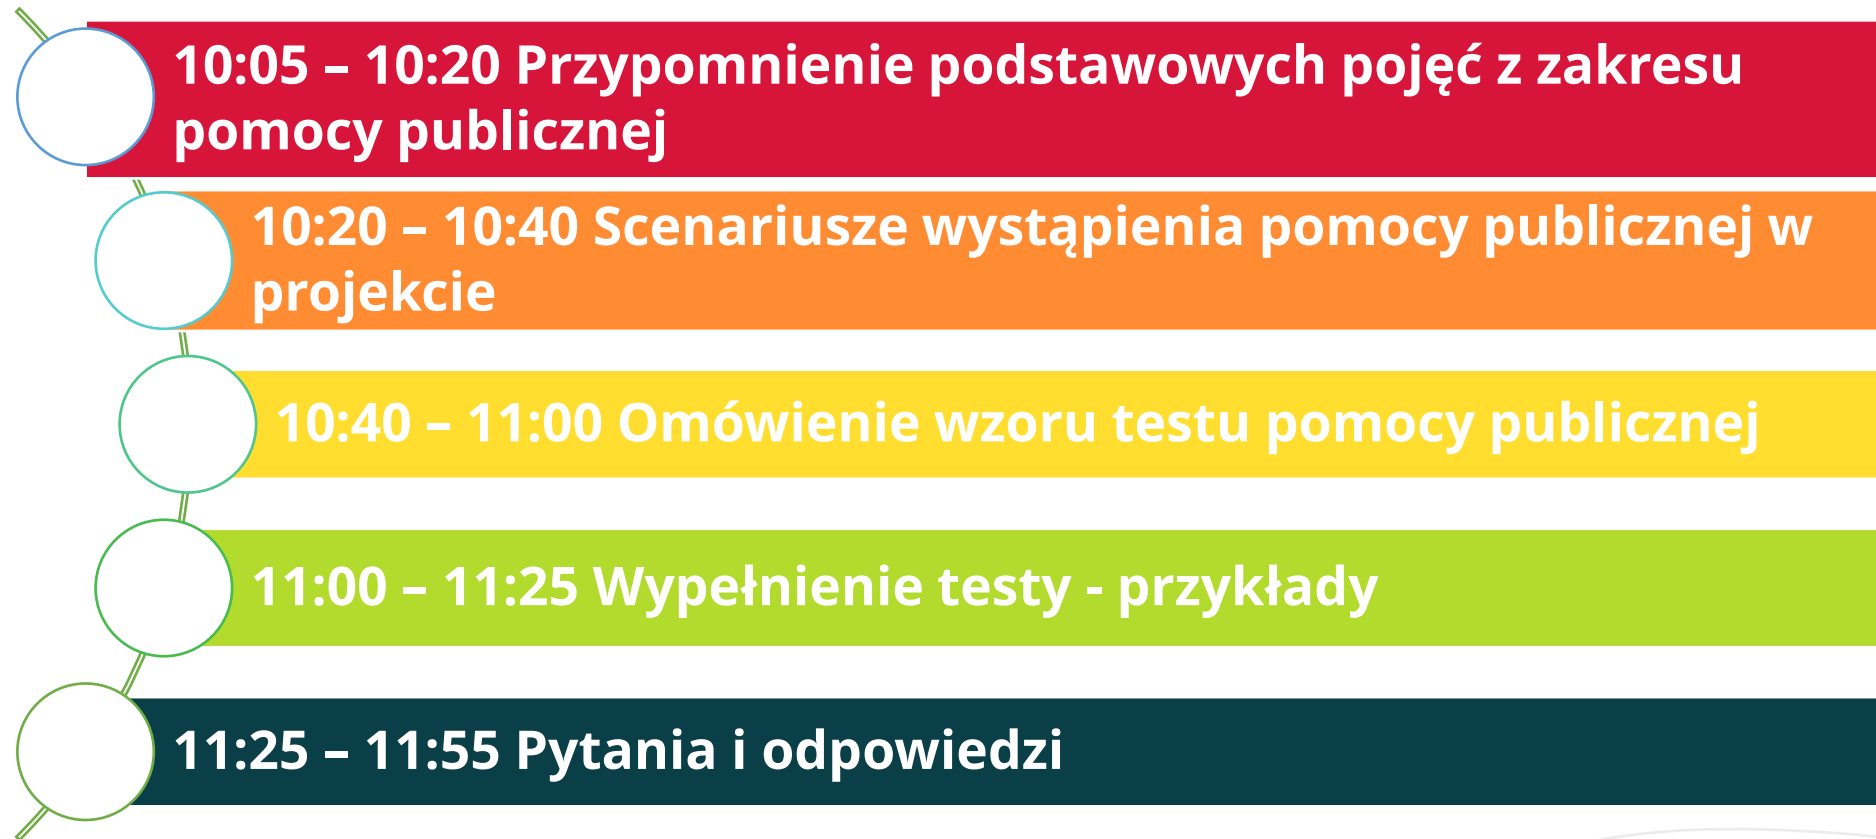 10:05 – 10:20 Przypomnienie podstawowych pojęć z zakresu
pomocy publicznej
10:20 – 10:40 Scenariusze wystąpienia pomocy publicznej w
projekcie
10:40 – 11:00 Omówienie wzoru testu pomocy publicznej
11:00 – 11:25 Wypełnienie testy - przykłady
11:25 – 11:55 Pytania i odpowiedzi